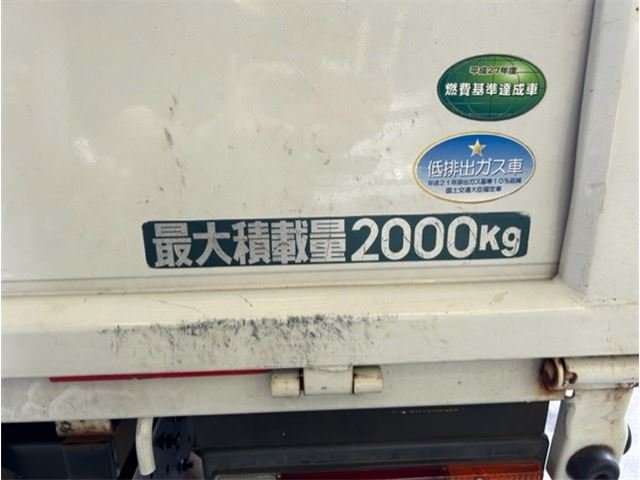 平成27年度
燃費基準達成車
低排出ガス車
平成21年排出ガス基準10%低減
国土交通大臣認定車
最大積載量2000Kg